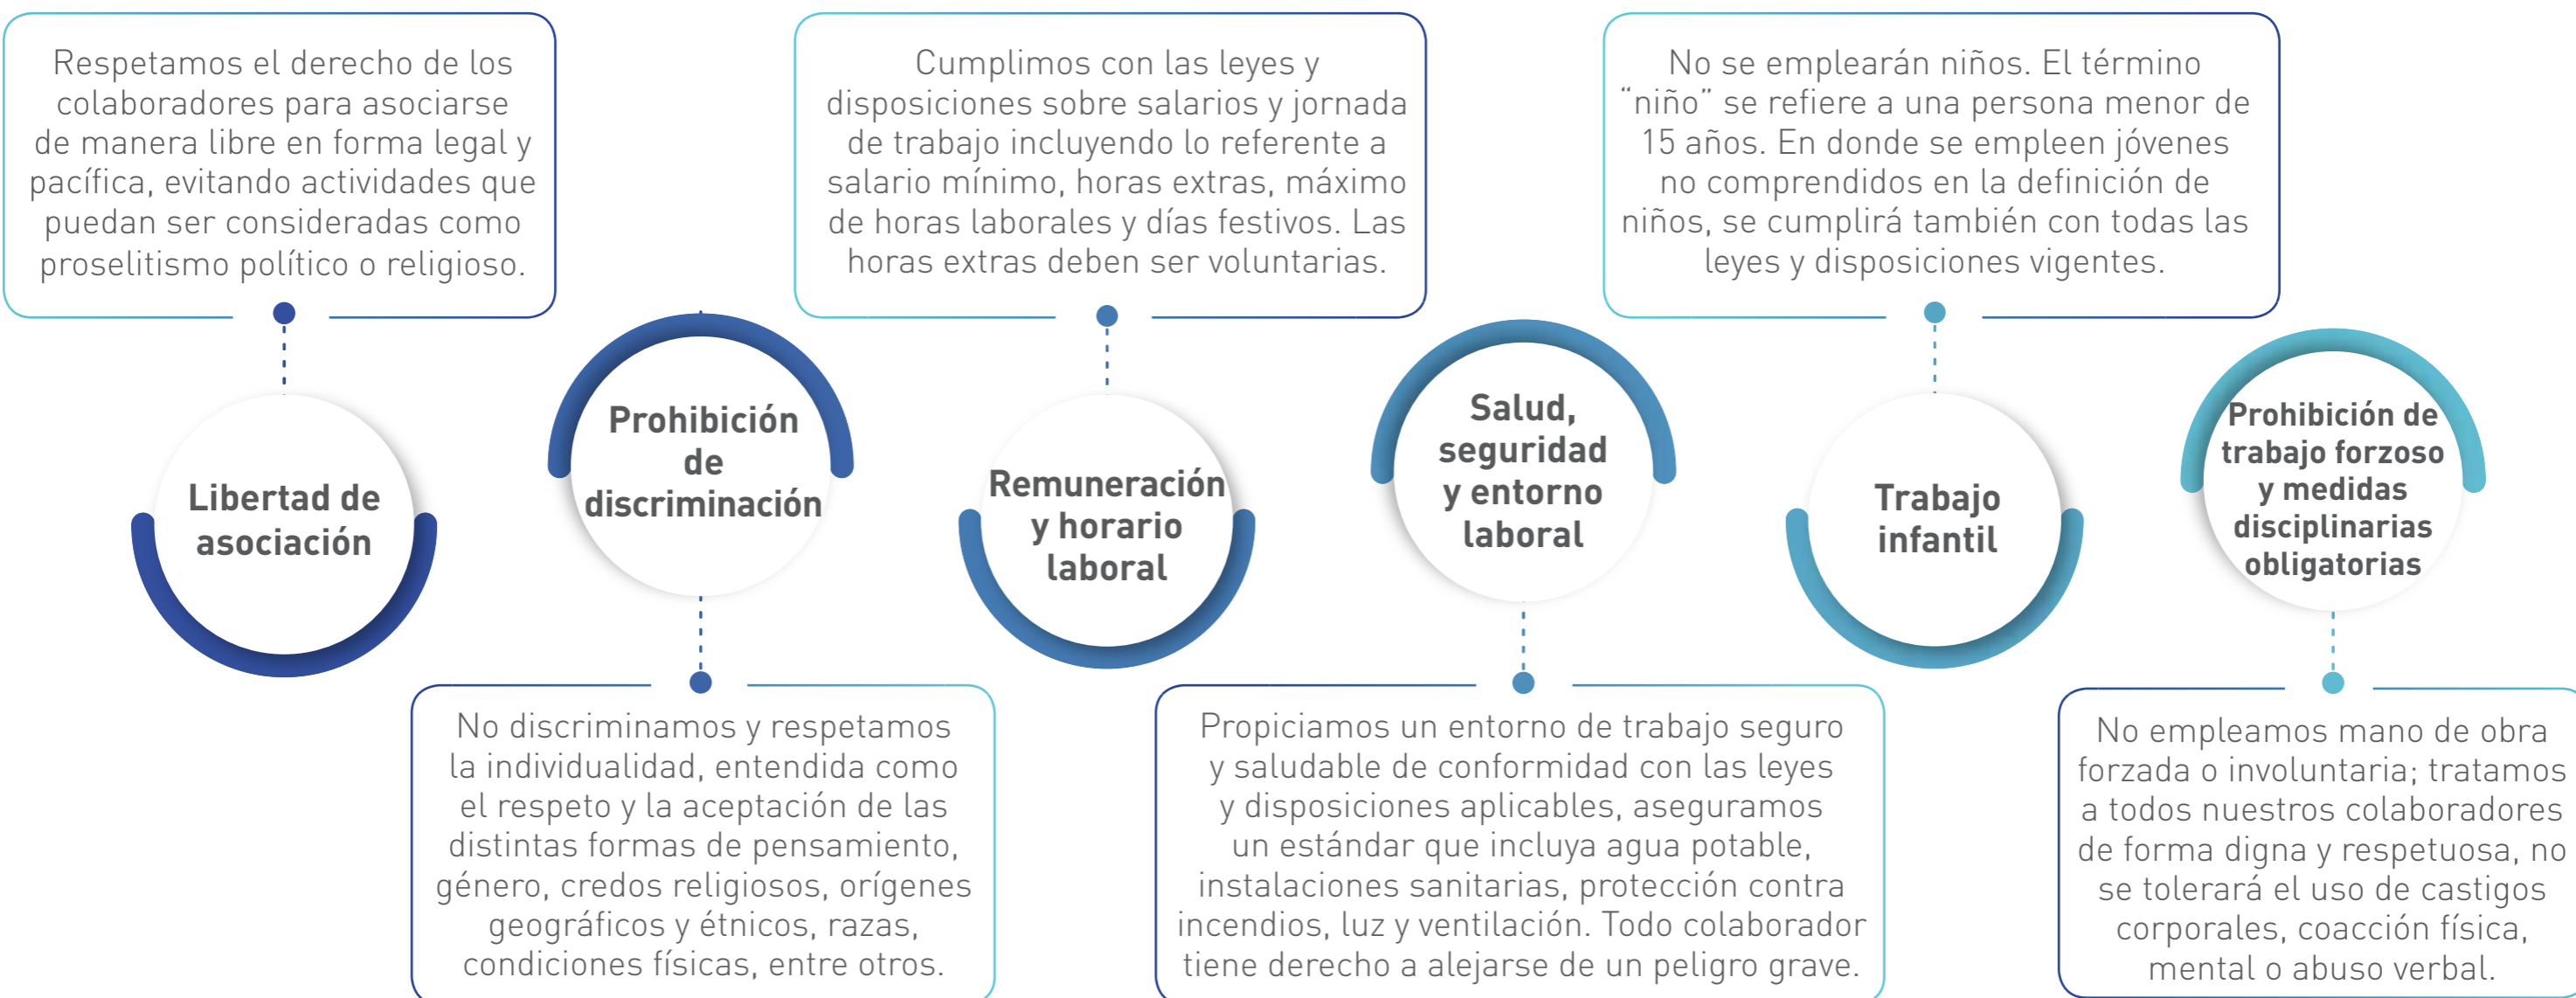 Respetamos el derecho de los
colaboradores para asociarse
de manera libre en forma legal y
pacífica, evitando actividades que
puedan ser consideradas como
proselitismo político o religioso.
Libertad de
asociación
Prohibición
de
discriminación
No discriminamos y respetamos
la individualidad, entendida como
el respeto y la aceptación de las
distintas formas de pensamiento,
género, credos religiosos, orígenes
geográficos y étnicos, razas,
condiciones físicas, entre otros.
Cumplimos con las leyes y
disposiciones sobre salarios y jornada
de trabajo incluyendo lo referente a
salario mínimo, horas extras, máximo
de horas laborales y días festivos. Las
horas extras deben ser voluntarias.
Remuneración
y horario
laboral
Salud,
seguridad
y entorno
laboral
Propiciamos un entorno de trabajo seguro
y saludable de conformidad con las leyes
y disposiciones aplicables, aseguramos
un estándar que incluya agua potable,
instalaciones sanitarias, protección contra
incendios, luz y ventilación. Todo colaborador
tiene derecho a alejarse de un peligro grave.
No se emplearán niños. El término
“niño” se refiere a una persona menor de
15 años. En donde se empleen jóvenes
no comprendidos en la definición de
niños, se cumplirá también con todas las
leyes y disposiciones vigentes.
Trabajo
infantil
Prohibición de
trabajo forzoso
y medidas
disciplinarias
obligatorias
No empleamos mano de obra
forzada o involuntaria; tratamos
a todos nuestros colaboradores
de forma digna y respetuosa, no
se tolerará el uso de castigos
corporales, coacción física,
mental o abuso verbal.